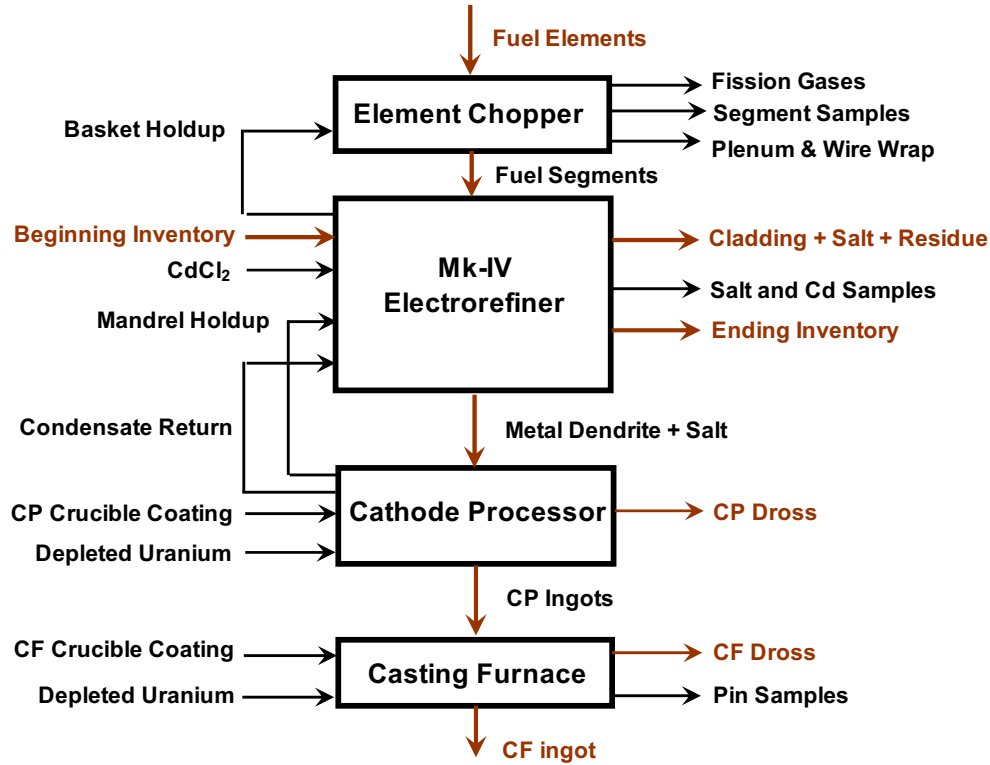 Fuel Elements
Fission Gases
Element Chopper
Segment Samples
Basket Holdup
Plenum & Wire Wrap
Fuel Segments
Beginning Inventory
Cladding + Salt + Residue
CdCl₂
Mk-IV
Electrorefiner
Salt and Cd Samples
Mandrel Holdup
Ending Inventory
Condensate Return
Metal Dendrite + Salt
CP Crucible Coating
Cathode Processor
CP Dross
Depleted Uranium
CP Ingots
CF Crucible Coating
CF Dross
Casting Furnace
Depleted Uranium
Pin Samples
CF ingot